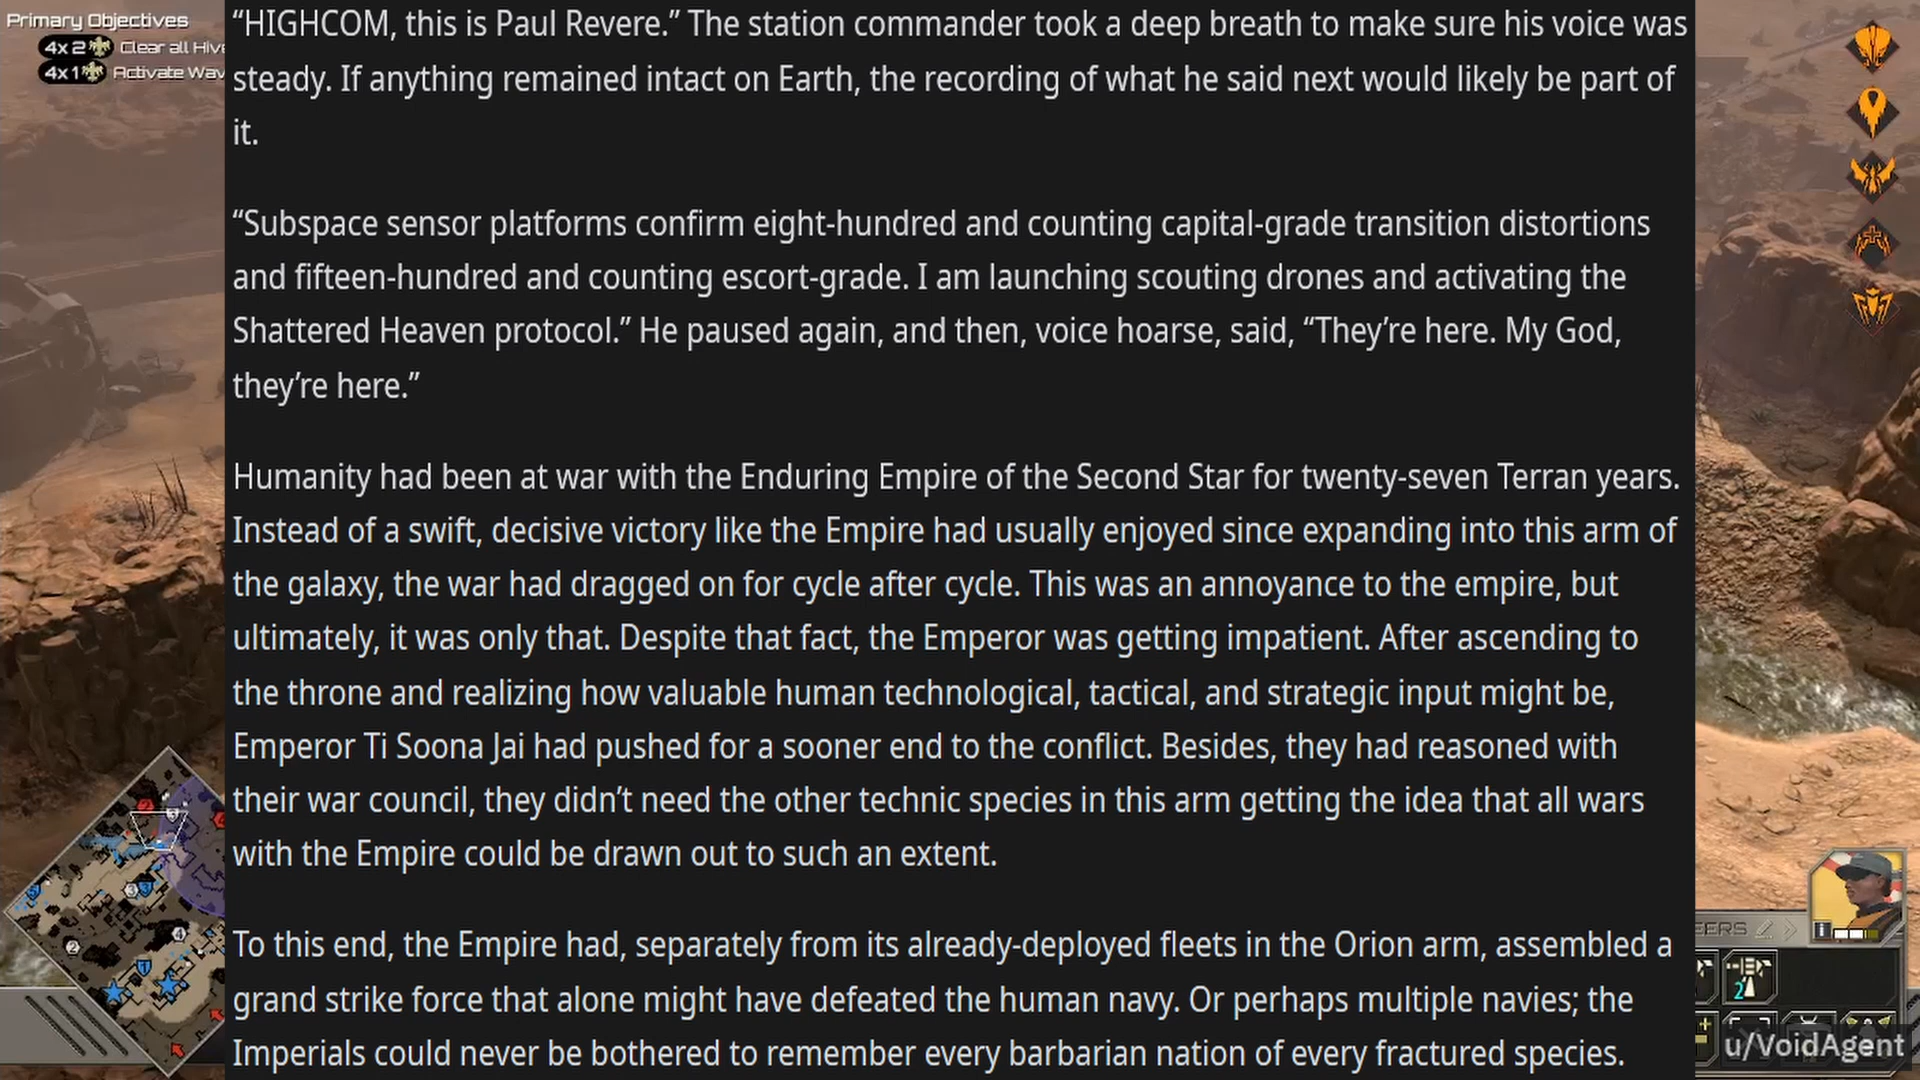 Primary Objectives
4x 2 Clear all Hive
4x 1 Activate Wav
“HIGHCOM, this is Paul Revere.” The station commander took a deep breath to make sure his voice was
steady. If anything remained intact on Earth, the recording of what he said next would likely be part of
it.
“Subspace sensor platforms confirm eight-hundred and counting capital-grade transition distortions
and fifteen-hundred and counting escort-grade. I am launching scouting drones and activating the
Shattered Heaven protocol.” He paused again, and then, voice hoarse, said, “They’re here. My God,
they’re here.”
Humanity had been at war with the Enduring Empire of the Second Star for twenty-seven Terran years.
Instead of a swift, decisive victory like the Empire had usually enjoyed since expanding into this arm of
the galaxy, the war had dragged on for cycle after cycle. This was an annoyance to the empire, but
ultimately, it was only that. Despite that fact, the Emperor was getting impatient. After ascending to
the throne and realizing how valuable human technological, tactical, and strategic input might be,
Emperor Ti Soona Jai had pushed for a sooner end to the conflict. Besides, they had reasoned with
their war council, they didn’t need the other technic species in this arm getting the idea that all wars
with the Empire could be drawn out to such an extent.
To this end, the Empire had, separately from its already-deployed fleets in the Orion arm, assembled a
grand strike force that alone might have defeated the human navy. Or perhaps multiple navies; the
Imperials could never be bothered to remember every barbarian nation of every fractured species.
2
u/VoidAgent